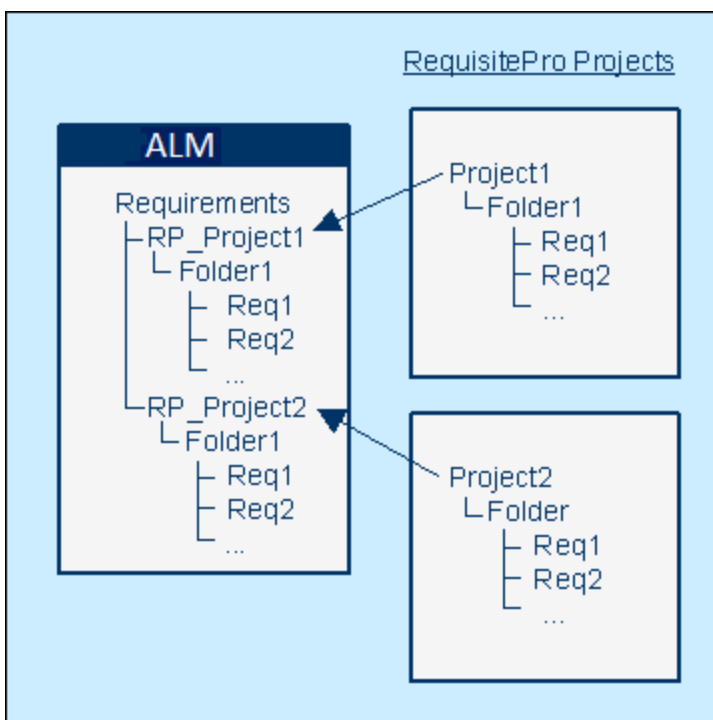 RequisitePro Projects
ALM
Requirements
RP_Project1
Folder1
Req1
Req2
...
RP_Project2
Folder1
Req1
Req2
...
Project1
Folder1
Req1
Req2
...
Project2
Folder
Req1
Req2
...